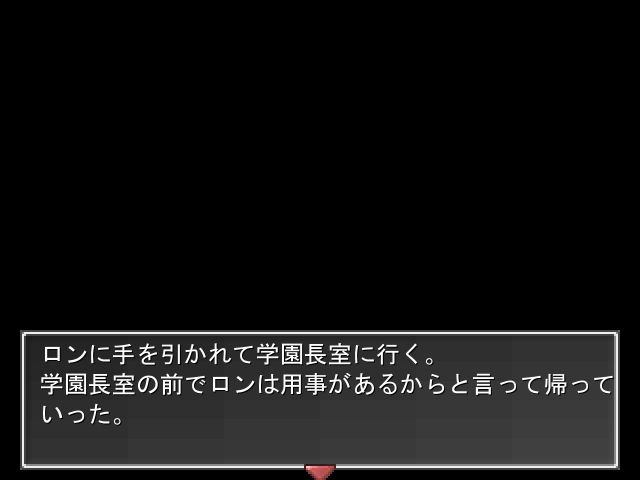 ロンに手を引かれて学園長室に行く。
学園長室の前でロンは用事があるからと言って帰って
いった。